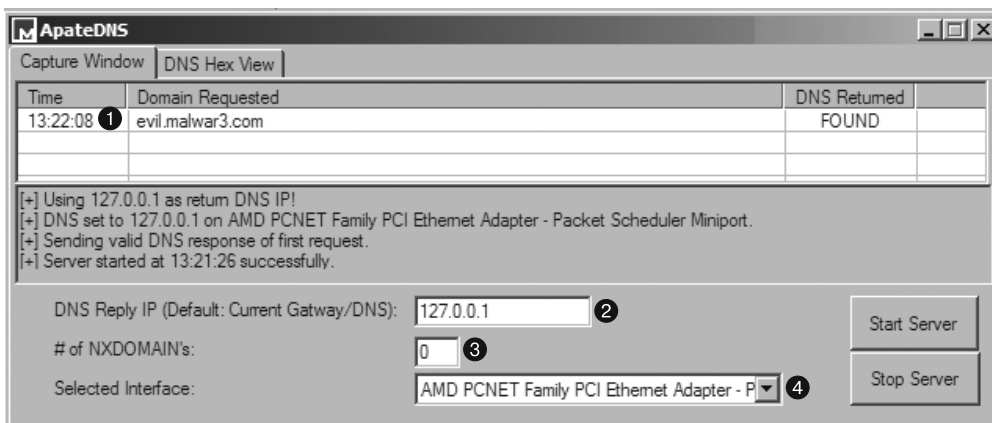 ApateDNS
Capture Window DNS Hex View
Time Domain Requested DNS Returned
13:22:08 1 evil.malwar3.com FOUND
[+] Using 127.0.0.1 as return DNS IP!
[+] DNS set to 127.0.0.1 on AMD PCNET Family PCI Ethernet Adapter - Packet Scheduler Miniport.
[+] Sending valid DNS response of first request.
[+] Server started at 13:21:26 successfully.
DNS Reply IP (Default: Current Gatway/DNS): 127.0.0.1 2
# of NXDOMAIN's: 0 3
Selected Interface: AMD PCNET Family PCI Ethernet Adapter - P 4
Start Server
Stop Server